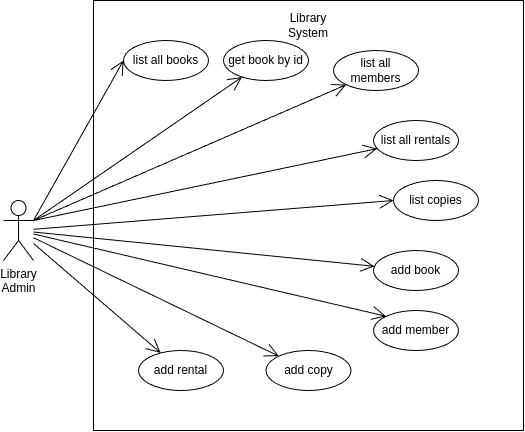 Library
System
list all books
get book by id
list all
members
list all rentals
list copies
Library
Admin
add book
add member
add rental
add copy